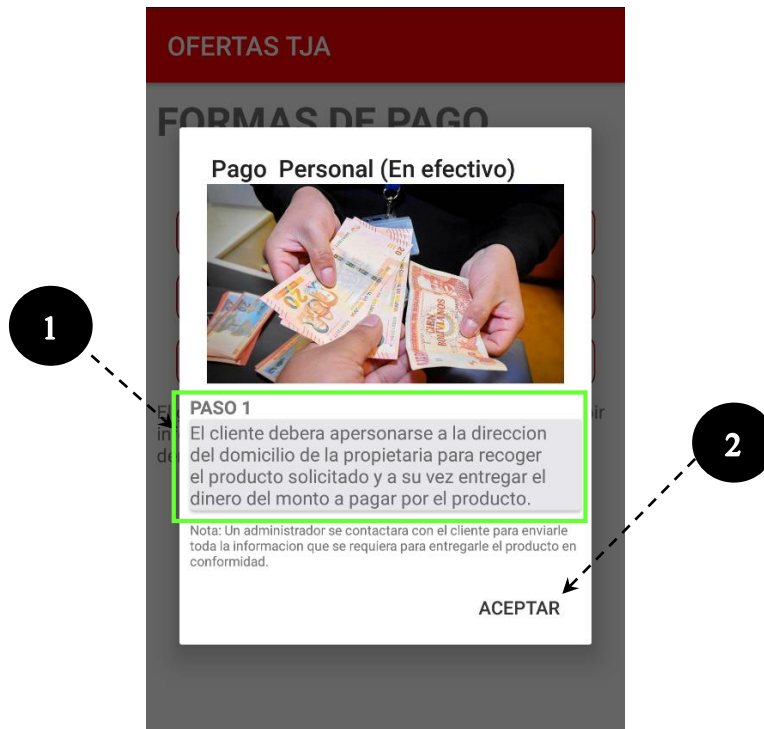 OFERTAS TJA
FORMAS DE PAGO
Pago Personal (En efectivo)
20
CIEN
BOLIVIANOS
1
PASO 1
El cliente debera apersonarse a la direccion
del domicilio de la propietaria para recoger
el producto solicitado y a su vez entregar el
dinero del monto a pagar por el producto.
2
Nota: Un administrador se contactara con el cliente para enviarle
toda la informacion que se requiera para entregarle el producto en
conformidad.
ACEPTAR